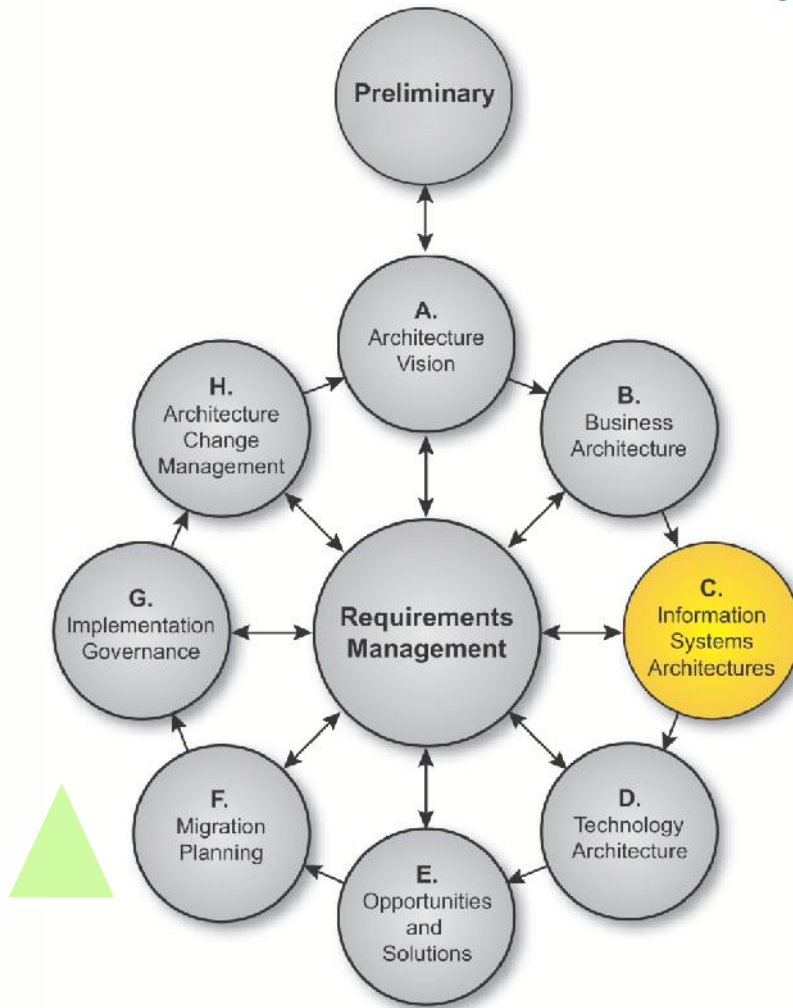 Preliminary
A.
Architecture
Vision
H.
Architecture
Change
Management
B.
Business
Architecture
G.
Implementation
Governance
Requirements
Management
C.
Information
Systems
Architectures
F.
Migration
Planning
D.
Technology
Architecture
E.
Opportunities
and
Solutions